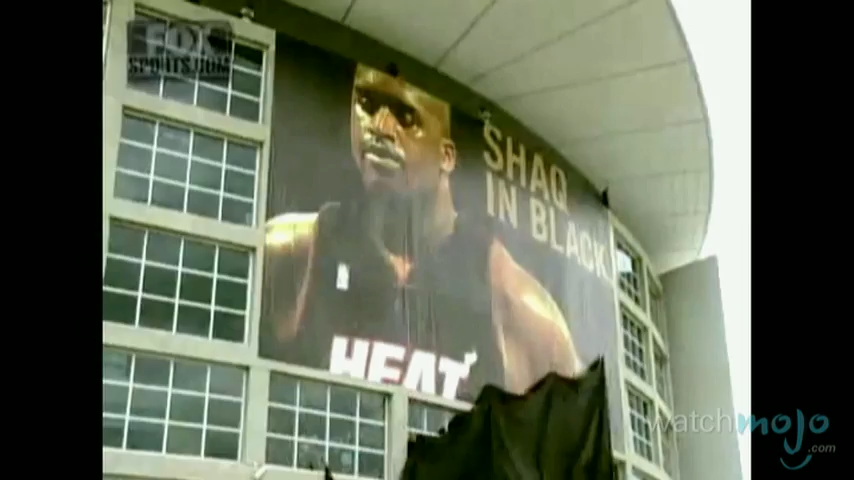 FOX
SPORTS.COM
SHAQ
IN BLACK
HEAT
watchmojo
.com